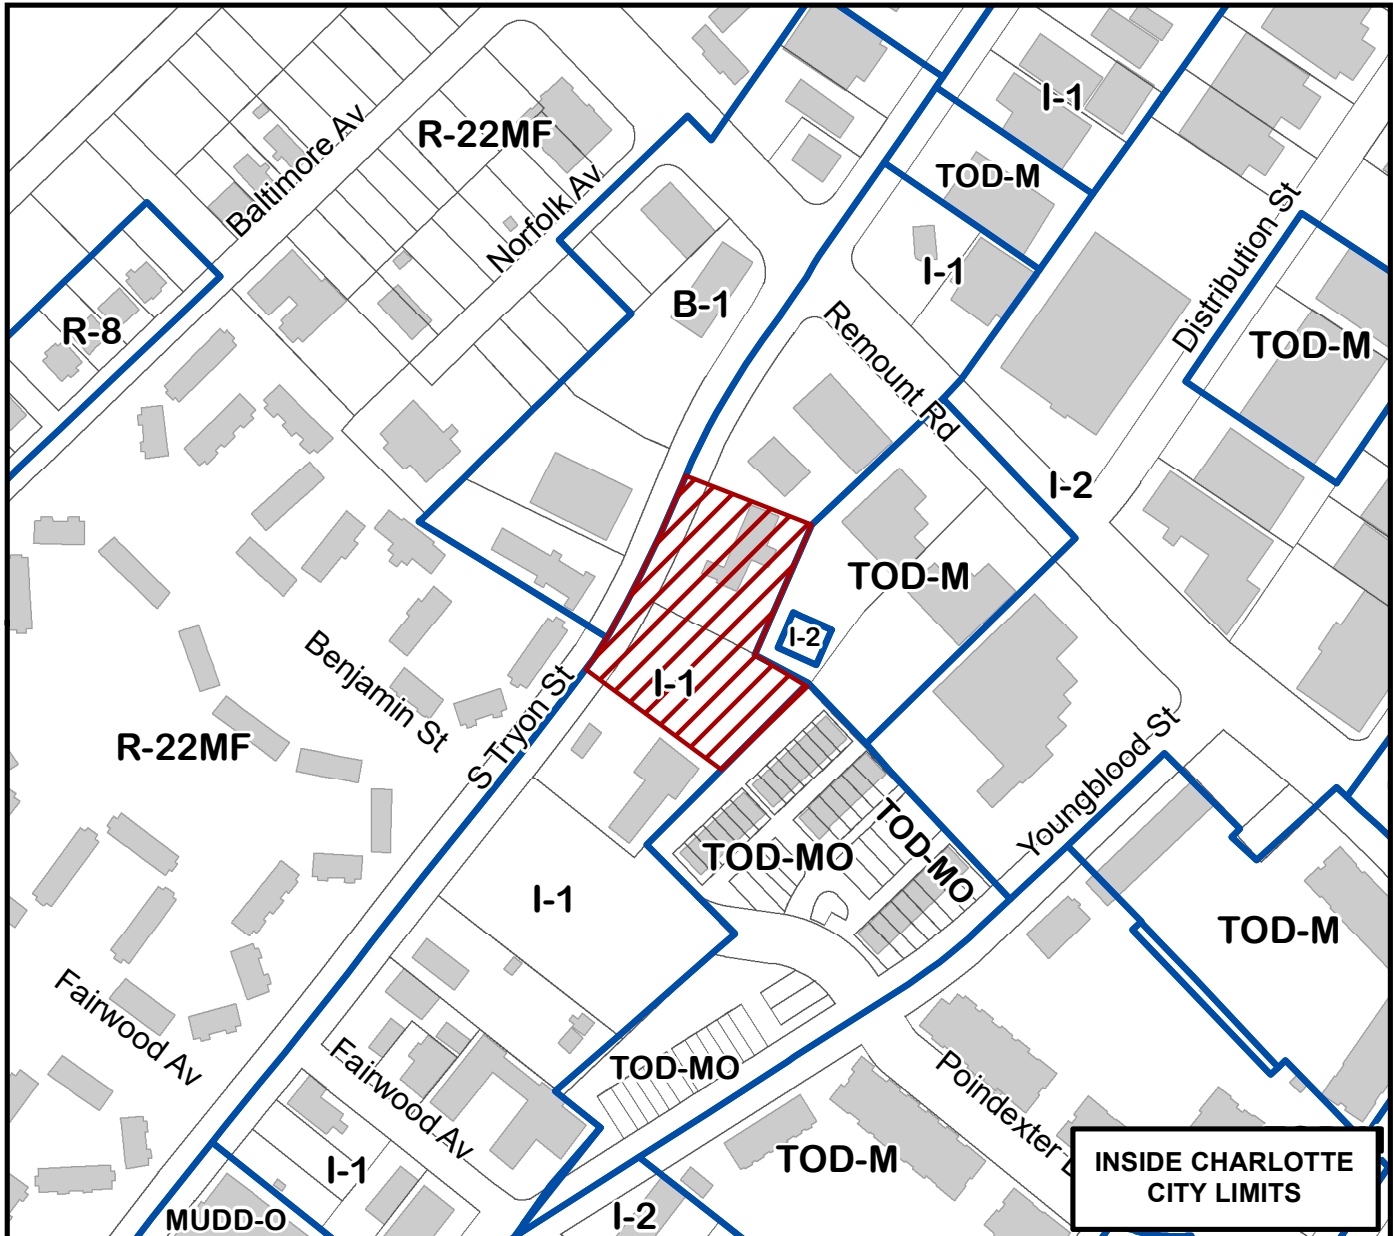 I-1
R-22MF
Baltimore Av
TOD-M
Norfolk Av
Distribution St
I-1
B-1
R-8
Remount Rd
TOD-M
I-2
TOD-M
I-2
Benjamin St
I-1
S Tryon St
R-22MF
Youngblood St
TOD-MO
TOD-MO
I-1
TOD-M
Fairwood Av
Fairwood Av
TOD-MO
Poindexter
TOD-M
I-1
I-2
MUDD-O
INSIDE CHARLOTTE
CITY LIMITS